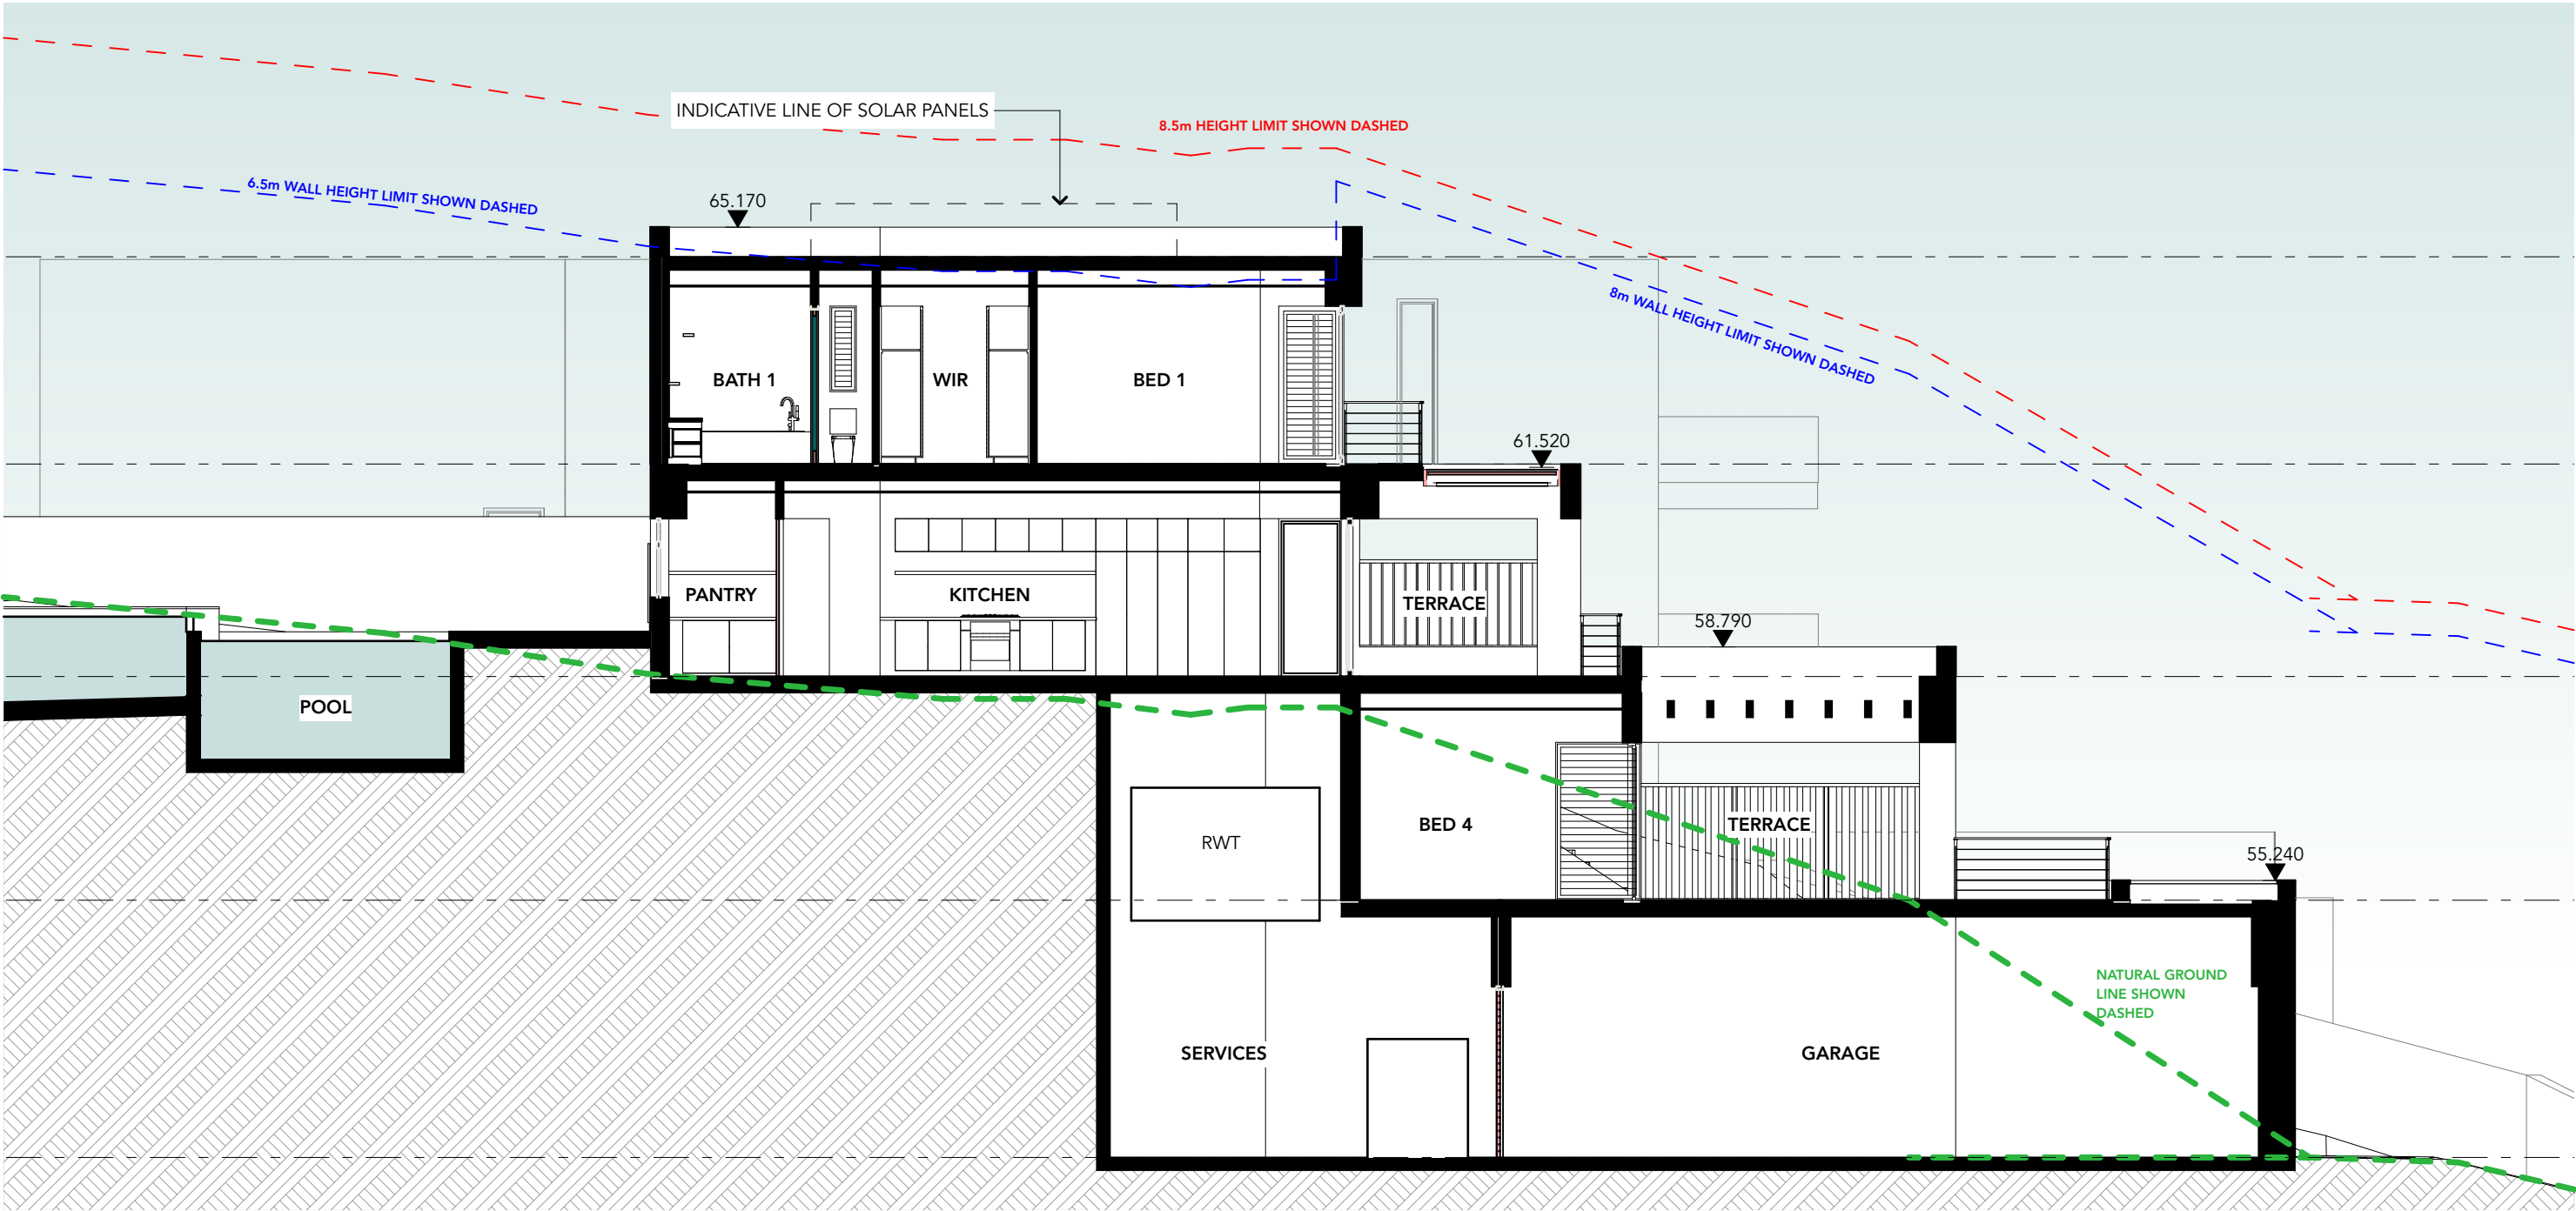 INDICATIVE LINE OF SOLAR PANELS
8.5m HEIGHT LIMIT SHOWN DASHED
6.5m WALL HEIGHT LIMIT SHOWN DASHED
65.170
8m WALL HEIGHT LIMIT SHOWN DASHED
BATH 1
WIR
BED 1
61.520
PANTRY
KITCHEN
TERRACE
58.790
POOL
RWT
BED 4
TERRACE
55.240
NATURAL GROUND
LINE SHOWN
DASHED
SERVICES
GARAGE